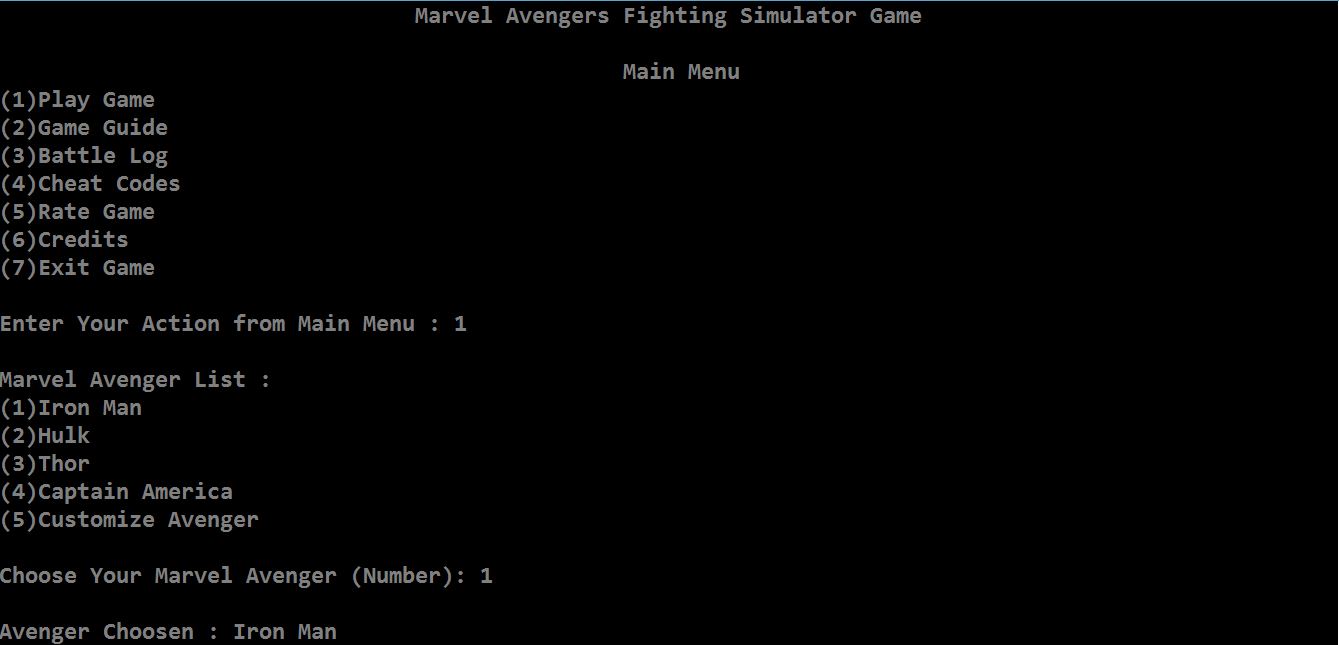 Marvel Avengers Fighting Simulator Game
Main Menu
(1)Play Game
(2)Game Guide
(3)Battle Log
(4)Cheat Codes
(5)Rate Game
(6)Credits
(7)Exit Game
Enter Your Action from Main Menu : 1
Marvel Avenger List :
(1)Iron Man
(2)Hulk
(3)Thor
(4)Captain America
(5)Customize Avenger
Choose Your Marvel Avenger (Number): 1
Avenger Choosen : Iron Man